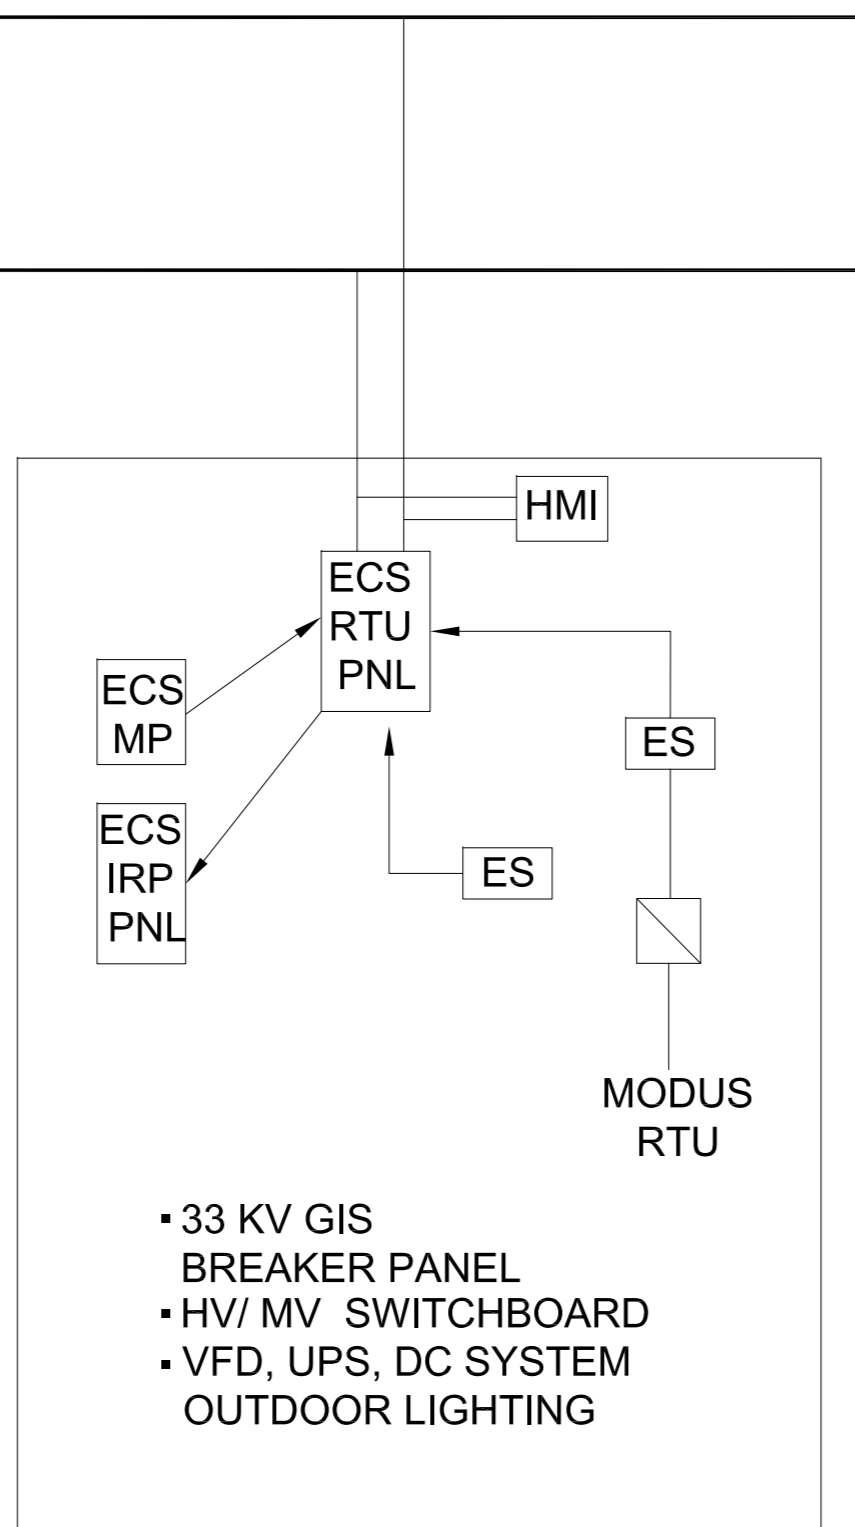 HMI
ECS
RTU
PNL
ECS
MP
ES
ECS
IRP
PNL
ES
MODUS
RTU
▪ 33 KV GIS
BREAKER PANEL
▪ HV/ MV SWITCHBOARD
▪ VFD, UPS, DC SYSTEM
OUTDOOR LIGHTING